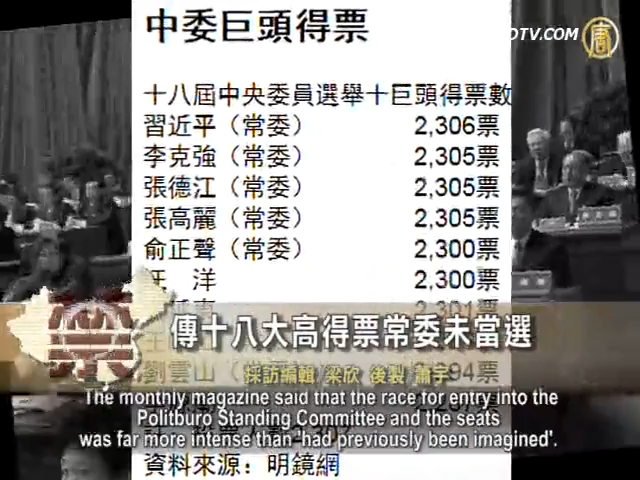 中委巨頭得票
DTV.COM
唐
十八屆中央委員選舉十巨頭得票數
習近平（常委） 2,306票
李克強（常委） 2,305票
張德江（常委） 2,305票
張高麗（常委） 2,305票
俞正聲（常委） 2,300票
汪 洋 2,300票
傳十八大高得票常委未當選
採訪編輯 梁欣 後製 蕭宇
劉雲山（常委）
The monthly magazine said that the race for entry into the
Politburo Standing Committee and the seats
was far more intense than 'had previously been imagined'.
資料來源：明鏡網